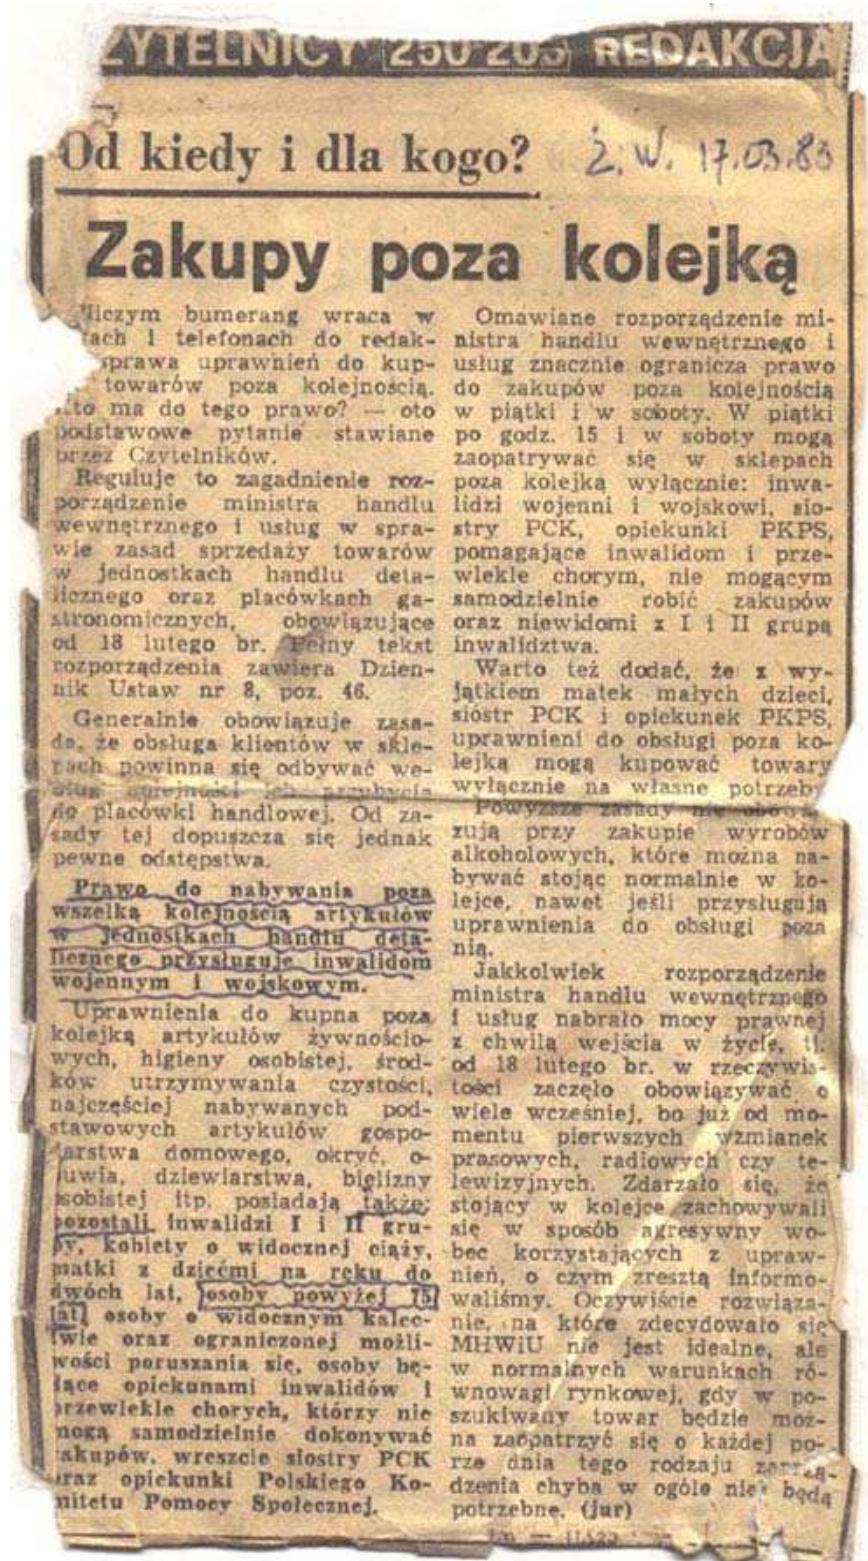 ZYTELNICY 250-205 REDAKCJA
Od kiedy i dla kogo?
Ż.W. 17.03.83
Zakupy poza kolejką
Niczym bumerang wraca w
tach i telefonach do redak-
sprawa uprawnień do kup-
towarów poza kolejnością.
to ma do tego prawo? — oto
podstawowe pytanie stawiane
przez Czytelników.
Reguluje to zagadnienie roz-
porządzenie ministra handlu
wewnętrznego i usług w spra-
wie zasad sprzedaży towarów
w jednostkach handlu deta-
licznego oraz placówkach ga-
stronomicznych, obowiązujące
od 18 lutego br. Pełny tekst
rozporządzenia zawiera Dzien-
nik Ustaw nr 8, poz. 46.
Generalnie obowiązuje zasa-
da, że obsługa klientów w skle-
pach powinna się odbywać we-
dług kolejności ich przybycia
do placówki handlowej. Od za-
sady tej dopuszcza się jednak
pewne odstępstwa.
Prawo do nabywania poza
wszelką kolejnością artykułów
w jednostkach handlu deta-
licznego przysługuje inwalidom
wojennym i wojskowym.
Uprawnienia do kupna poza
kolejką artykułów żywnościo-
wych, higieny osobistej, środ-
ków utrzymywania czystości,
najczęściej nabywanych pod-
stawowych artykułów gospo-
darstwa domowego, okryć, o-
buwia, dziewiarstwa, bielizny
osobistej itp. posiadają także:
pozostali inwalidzi I i II gru-
py, kobiety o widocznej ciąży,
matki z dziećmi na ręku do
dwóch lat, osoby powyżej 75
lat, osoby o widocznym kalec-
twie oraz ograniczonej możli-
wości poruszania się, osoby bę-
dące opiekunami inwalidów i
przewlekle chorych, którzy nie
mogą samodzielnie dokonywać
zakupów, wreszcie siostry PCK
oraz opiekunki Polskiego Ko-
mitetu Pomocy Społecznej.
Omawiane rozporządzenie mi-
nistra handlu wewnętrznego i
usług znacznie ogranicza prawo
do zakupów poza kolejnością
w piątki i w soboty. W piątki
po godz. 15 i w soboty mogą
zaopatrywać się w sklepach
poza kolejką wyłącznie: inwa-
lidzi wojenni i wojskowi, sio-
stry PCK, opiekunki PKPS,
pomagające inwalidom i prze-
wlekle chorym, nie mogącym
samodzielnie robić zakupów
oraz niewidomi z I i II grupą
inwalidztwa.
Warto też dodać, że z wy-
jątkiem matek małych dzieci,
sióstr PCK i opiekunek PKPS,
uprawnieni do obsługi poza ko-
lejką mogą kupować towary
wyłącznie na własne potrzeby.
Powyższe zasady nie obowią-
zują przy zakupie wyrobów
alkoholowych, które można na-
bywać stojąc normalnie w ko-
lejce, nawet jeśli przysługują
uprawnienia do obsługi poza
nią.
Jakkolwiek rozporządzenie
ministra handlu wewnętrznego
i usług nabrało mocy prawnej
z chwilą wejścia w życie, tj.
od 18 lutego br. w rzeczywis-
tości zaczęło obowiązywać o
wiele wcześniej, bo już od mo-
mentu pierwszych wzmianek
prasowych, radiowych czy te-
lewizyjnych. Zdarzało się, że
stojący w kolejce zachowywali
się w sposób agresywny wo-
bec korzystających z upraw-
nień, o czym zresztą informo-
waliśmy. Oczywiście rozwiąza-
nie, na które zdecydowało się
MHWiU nie jest idealne, ale
w normalnych warunkach ró-
wnowagi rynkowej, gdy w po-
szukiwany towar będzie moż-
na zaopatrzyć się o każdej po-
rze dnia tego rodzaju zarzą-
dzenia chyba w ogóle nie będą
potrzebne. (jur)